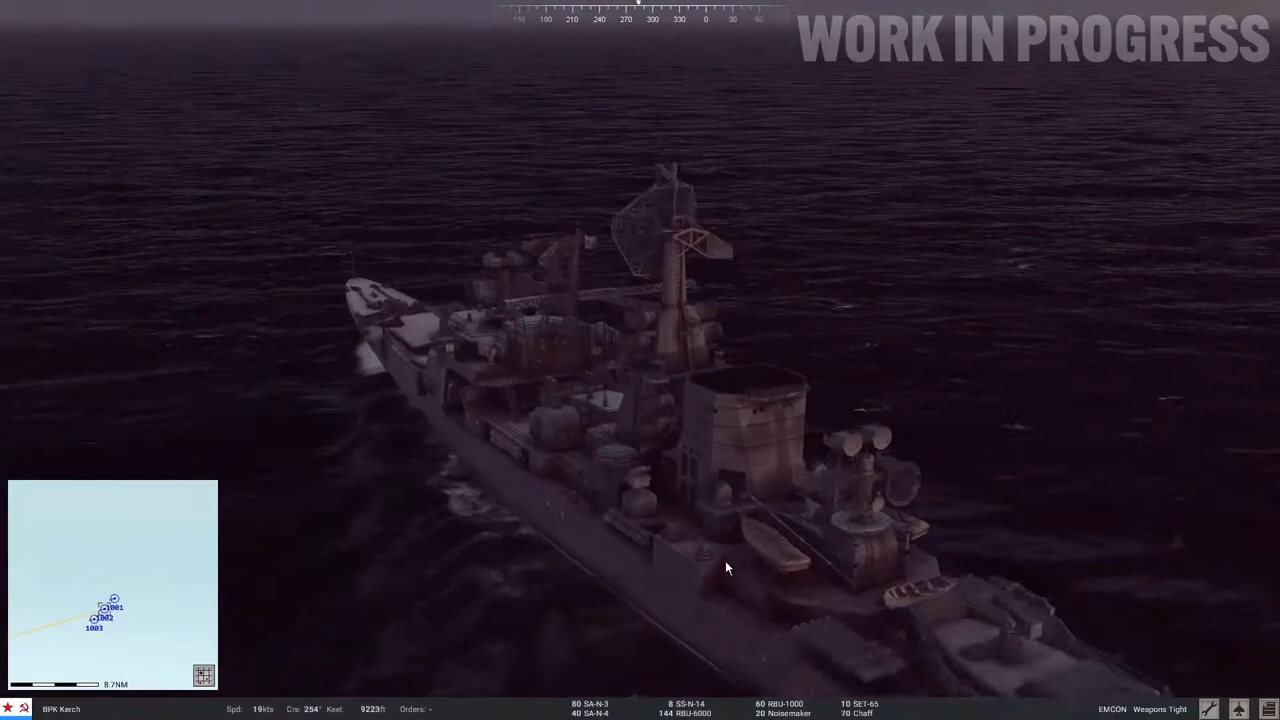 150 180 210 240 270 300 330 0 30 60
WORK IN PROGRESS
1001
1002
1003
8.7NM
BPK Kerch Spd: 19kts Crs: 254° Keel: 9223ft Orders: -
80 SA-N-3 8 SS-N-14 60 RBU-1000 10 SET-65
40 SA-N-4 144 RBU-6000 20 Noisemaker 70 Chaff
EMCON Weapons Tight